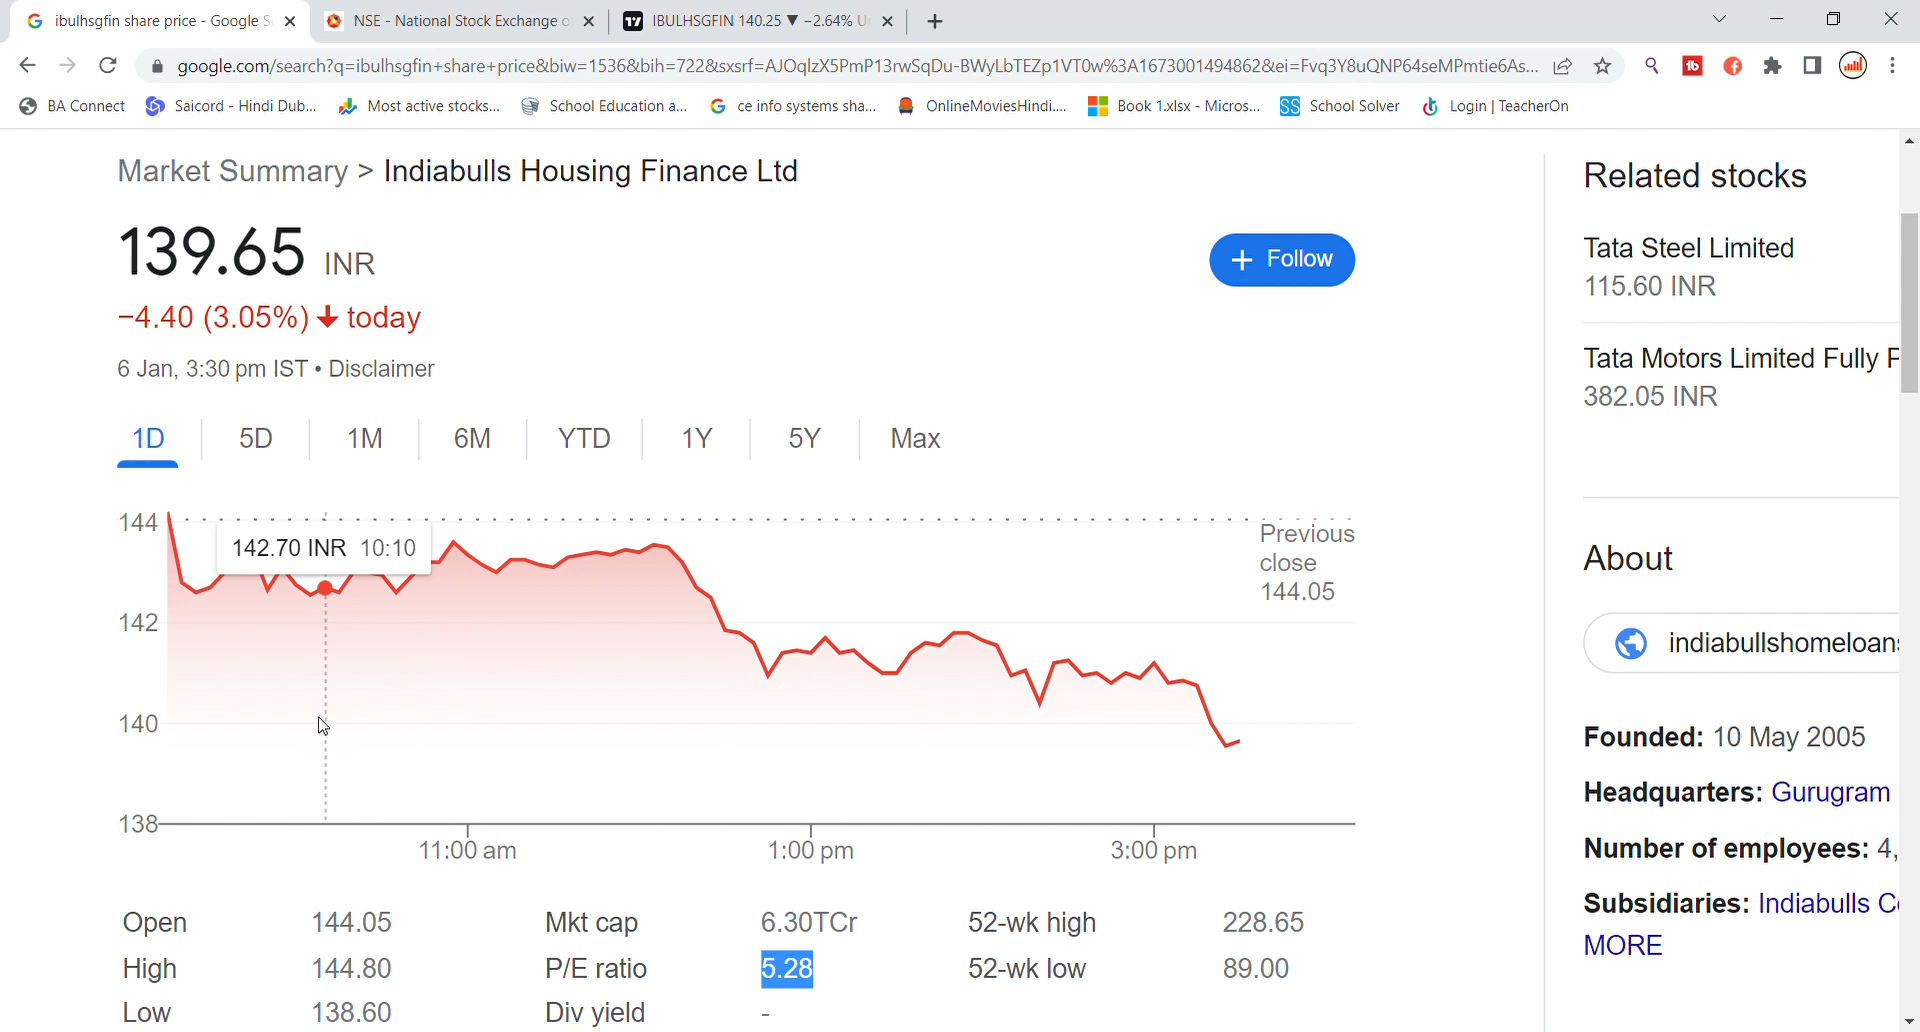 ibulhsgfin share price - Google S
NSE - National Stock Exchange o
IBULHSGFIN 140.25 ▼ −2.64% U
google.com/search?q=ibulhsgfin+share+price&biw=1536&bih=722&sxsrf=AJOqlzX5PmP13rwSqDu-BWyLbTEZp1VT0w%3A1673001494862&ei=Fvq3Y8uQNP64seMPmtie6As...
BA Connect
Saicord - Hindi Dub...
Most active stocks...
School Education a...
ce info systems sha...
OnlineMoviesHindi....
Book 1.xlsx - Micros...
SS School Solver
Login | TeacherOn
Market Summary > Indiabulls Housing Finance Ltd
139.65 INR
+ Follow
−4.40 (3.05%) ↓ today
6 Jan, 3:30 pm IST • Disclaimer
1D 5D 1M 6M YTD 1Y 5Y Max
144
142
140
138
142.70 INR 10:10
Previous
close
144.05
11:00 am 1:00 pm 3:00 pm
Open 144.05 Mkt cap 6.30TCr 52-wk high 228.65
High 144.80 P/E ratio 5.28 52-wk low 89.00
Low 138.60 Div yield -
Related stocks
Tata Steel Limited
115.60 INR
Tata Motors Limited Fully P
382.05 INR
About
indiabullshomeloans
Founded: 10 May 2005
Headquarters: Gurugram
Number of employees: 4,
Subsidiaries: Indiabulls Co
MORE